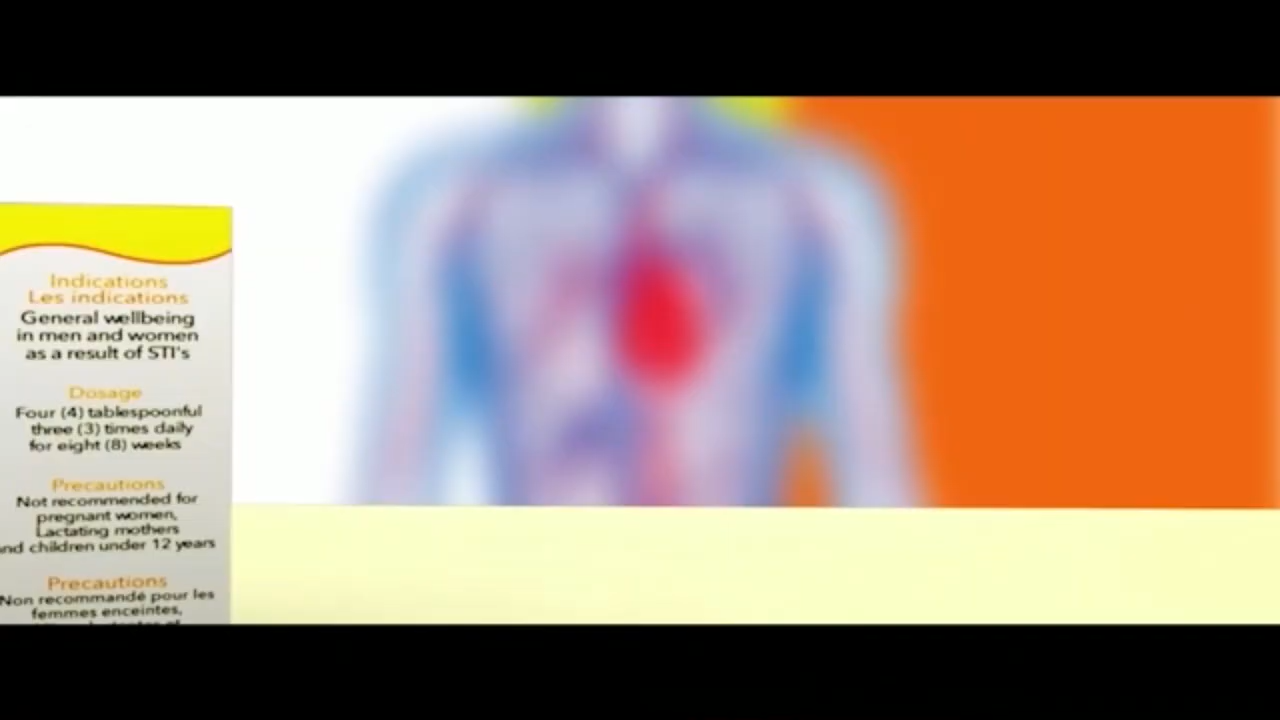 Indications
Les indications
General wellbeing
in men and women
as a result of STI's
Dosage
Four (4) tablespoonful
three (3) times daily
for eight (8) weeks
Precautions
Not recommended for
pregnant women,
Lactating mothers
children under 12 years
Precautions
Non recommandé pour les
femmes enceintes,